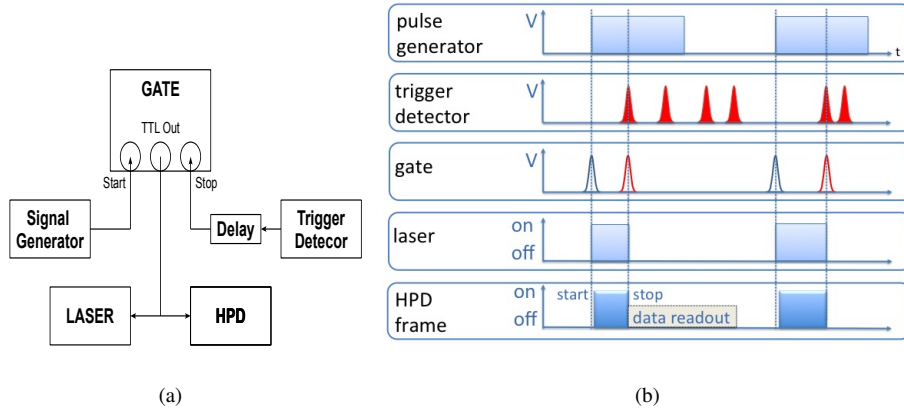 GATE
TTL Out
Start
Stop
Signal
Generator
Delay
Trigger
Detecor
LASER
HPD
(a)
pulse
generator
V
t
trigger
detector
V
gate
V
laser
on
off
HPD
frame
on
off
start
stop
data readout
(b)